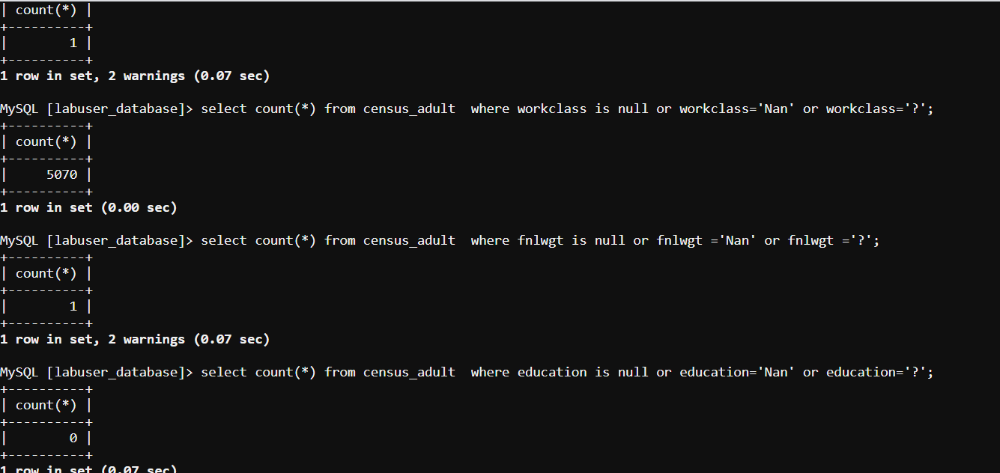 | count(*) |
+----------+
|        1 |
+----------+
1 row in set, 2 warnings (0.07 sec)
MySQL [labuser_database]> select count(*) from census_adult  where workclass is null or workclass='Nan' or workclass='?';
+----------+
| count(*) |
+----------+
|     5070 |
+----------+
1 row in set (0.00 sec)
MySQL [labuser_database]> select count(*) from census_adult  where fnlwgt is null or fnlwgt ='Nan' or fnlwgt ='?';
+----------+
| count(*) |
+----------+
|        1 |
+----------+
1 row in set, 2 warnings (0.07 sec)
MySQL [labuser_database]> select count(*) from census_adult  where education is null or education='Nan' or education='?';
+----------+
| count(*) |
+----------+
|        0 |
+----------+
1 row in set (0.07 sec)